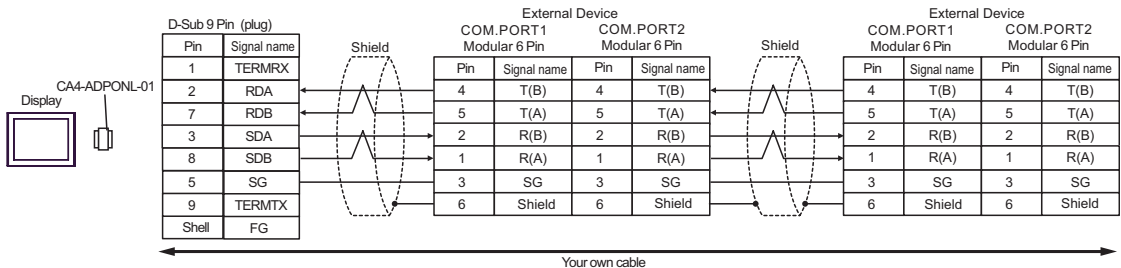 External Device External Device
D-Sub 9 Pin (plug) COM.PORT1 COM.PORT2 COM.PORT1 COM.PORT2
Shield Modular 6 Pin Modular 6 Pin Shield Modular 6 Pin Modular 6 Pin
Pin Signal name Pin Signal name Pin Signal name Pin Signal name Pin Signal name
1 TERMRX
CA4-ADPONL-01
Display
2 RDA 4 T(B) 4 T(B) 4 T(B) 4 T(B)
7 RDB 5 T(A) 5 T(A) 5 T(A) 5 T(A)
3 SDA 2 R(B) 2 R(B) 2 R(B) 2 R(B)
8 SDB 1 R(A) 1 R(A) 1 R(A) 1 R(A)
5 SG 3 SG 3 SG 3 SG 3 SG
9 TERMTX 6 Shield 6 Shield 6 Shield 6 Shield
Shell FG
Your own cable